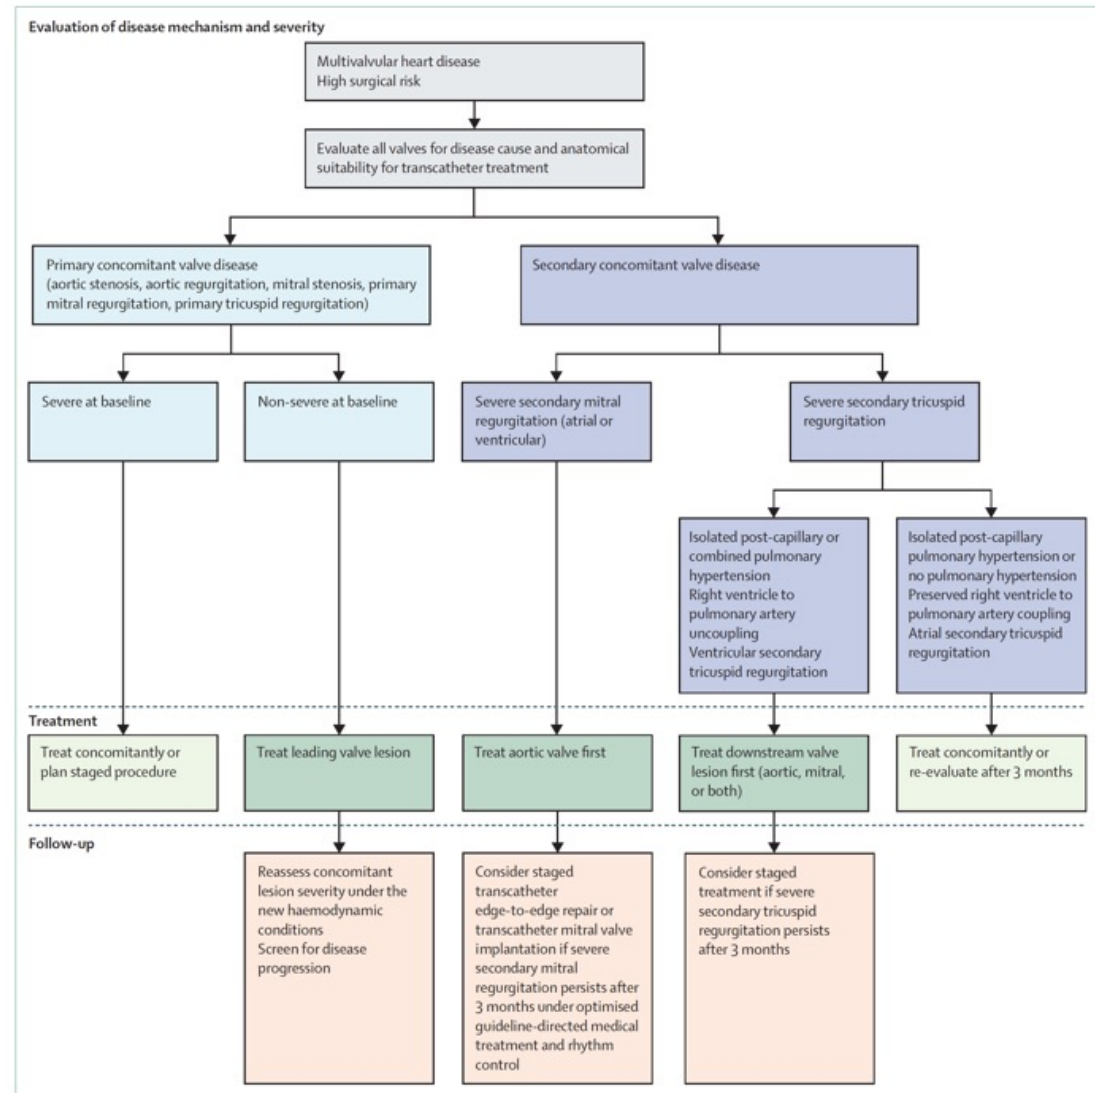 Evaluation of disease mechanism and severity
Multivalvular heart disease
High surgical risk
Evaluate all valves for disease cause and anatomical
suitability for transcatheter treatment
Primary concomitant valve disease
(aortic stenosis, aortic regurgitation, mitral stenosis, primary
mitral regurgitation, primary tricuspid regurgitation)
Secondary concomitant valve disease
Severe at baseline
Non-severe at baseline
Severe secondary mitral
regurgitation (atrial or
ventricular)
Severe secondary tricuspid
regurgitation
Isolated post-capillary or
combined pulmonary
hypertension
Right ventricle to
pulmonary artery
uncoupling
Ventricular secondary
tricuspid regurgitation
Isolated post-capillary
pulmonary hypertension or
no pulmonary hypertension
Preserved right ventricle to
pulmonary artery coupling
Atrial secondary tricuspid
regurgitation
Treatment
Treat concomitantly or
plan staged procedure
Treat leading valve lesion
Treat aortic valve first
Treat downstream valve
lesion first (aortic, mitral,
or both)
Treat concomitantly or
re-evaluate after 3 months
Follow-up
Reassess concomitant
lesion severity under the
new haemodynamic
conditions
Screen for disease
progression
Consider staged
transcatheter
edge-to-edge repair or
transcatheter mitral valve
implantation if severe
secondary mitral
regurgitation persists after
3 months under optimised
guideline-directed medical
treatment and rhythm
control
Consider staged
treatment if severe
secondary tricuspid
regurgitation persists
after 3 months